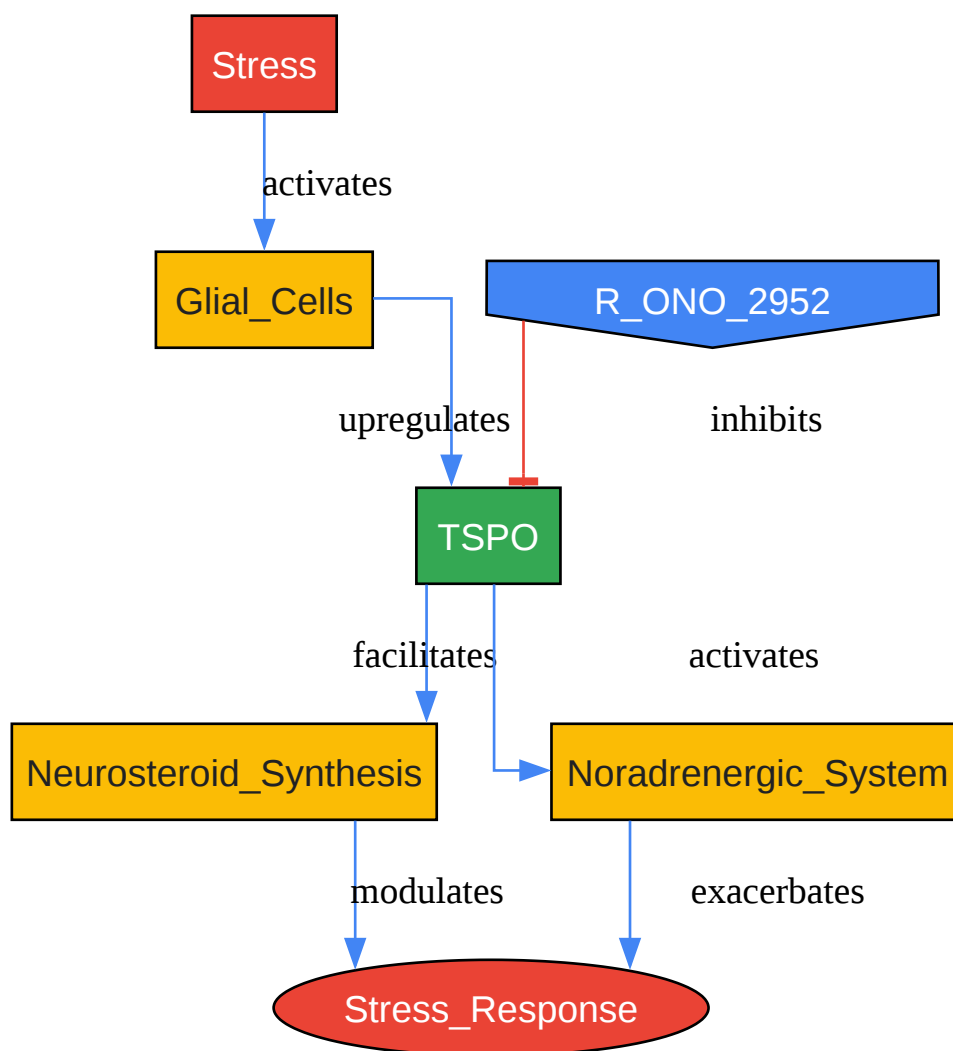 Stress
activates
Glial_Cells
R_ONO_2952
upregulates
inhibits
TSPO
facilitates
activates
Neurosteroid_Synthesis
Noradrenergic_System
modulates
exacerbates
Stress_Response